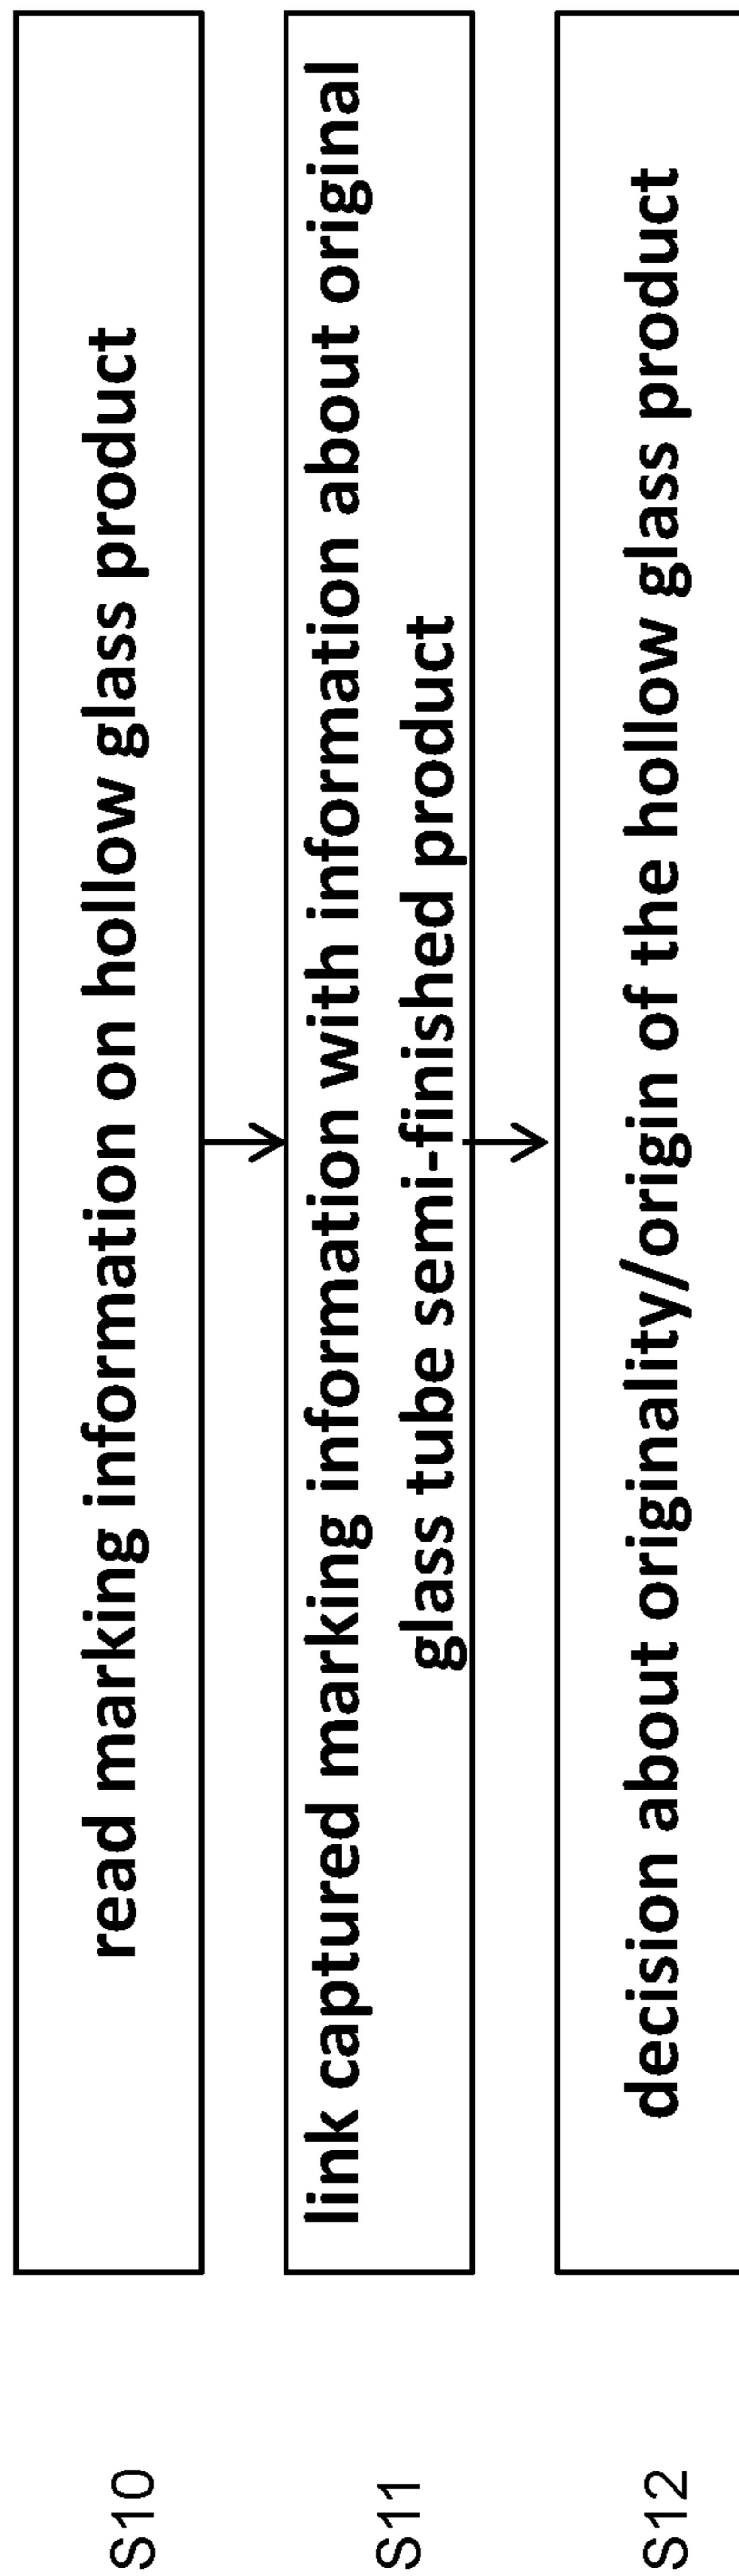 S10
read marking information on hollow glass product
S11
link captured marking information with information about original
glass tube semi-finished product
S12
decision about originality/origin of the hollow glass product